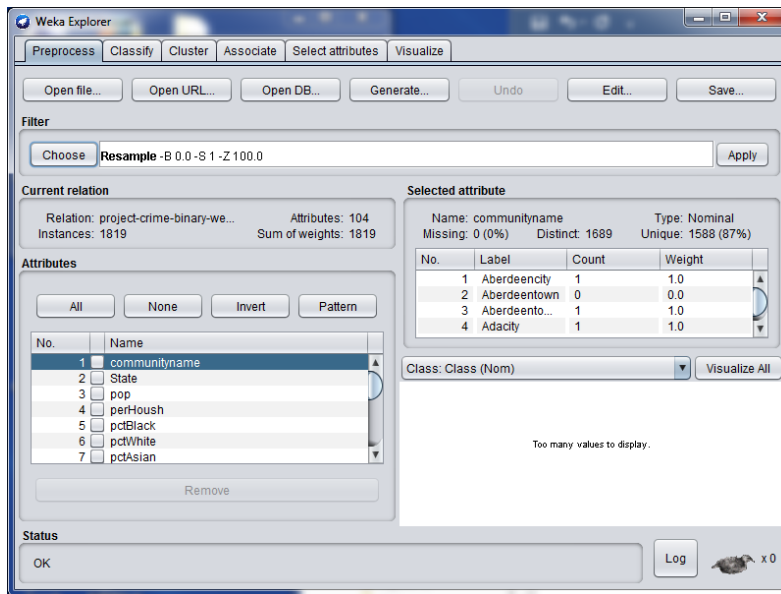 Weka Explorer
Preprocess Classify Cluster Associate Select attributes Visualize
Open file... Open URL... Open DB... Generate... Undo Edit... Save...
Filter
Choose Resample -B 0.0 -S 1 -Z 100.0 Apply
Current relation
Relation: project-crime-binary-we... Attributes: 104
Instances: 1819 Sum of weights: 1819
Attributes
All None Invert Pattern
No. Name
1 communityname
2 State
3 pop
4 perHoush
5 pctBlack
6 pctWhite
7 pctAsian
Remove
Selected attribute
Name: communityname Type: Nominal
Missing: 0 (0%) Distinct: 1689 Unique: 1588 (87%)
No. Label Count Weight
1 Aberdeencity 1 1.0
2 Aberdeentown 0 0.0
3 Aberdeento... 1 1.0
4 Adacity 1 1.0
Class: Class (Nom) Visualize All
Too many values to display.
Status
OK
Log x 0